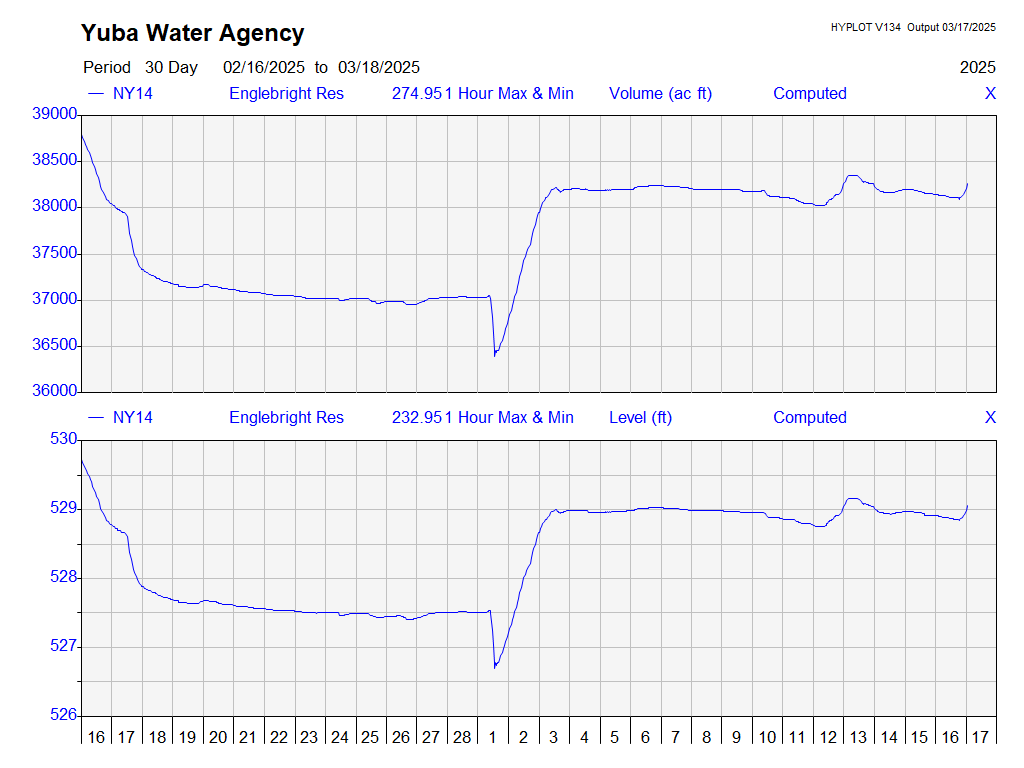 Yuba Water Agency
HYPLOT V134 Output 03/17/2025
Period 30 Day 02/16/2025 to 03/18/2025 2025
NY14 Englebright Res 274.951 Hour Max & Min Volume (ac ft) Computed X
39000
38500
38000
37500
37000
36500
36000
NY14 Englebright Res 232.951 Hour Max & Min Level (ft) Computed X
530
529
528
527
526
16 17 18 19 20 21 22 23 24 25 26 27 28 1 2 3 4 5 6 7 8 9 10 11 12 13 14 15 16 17